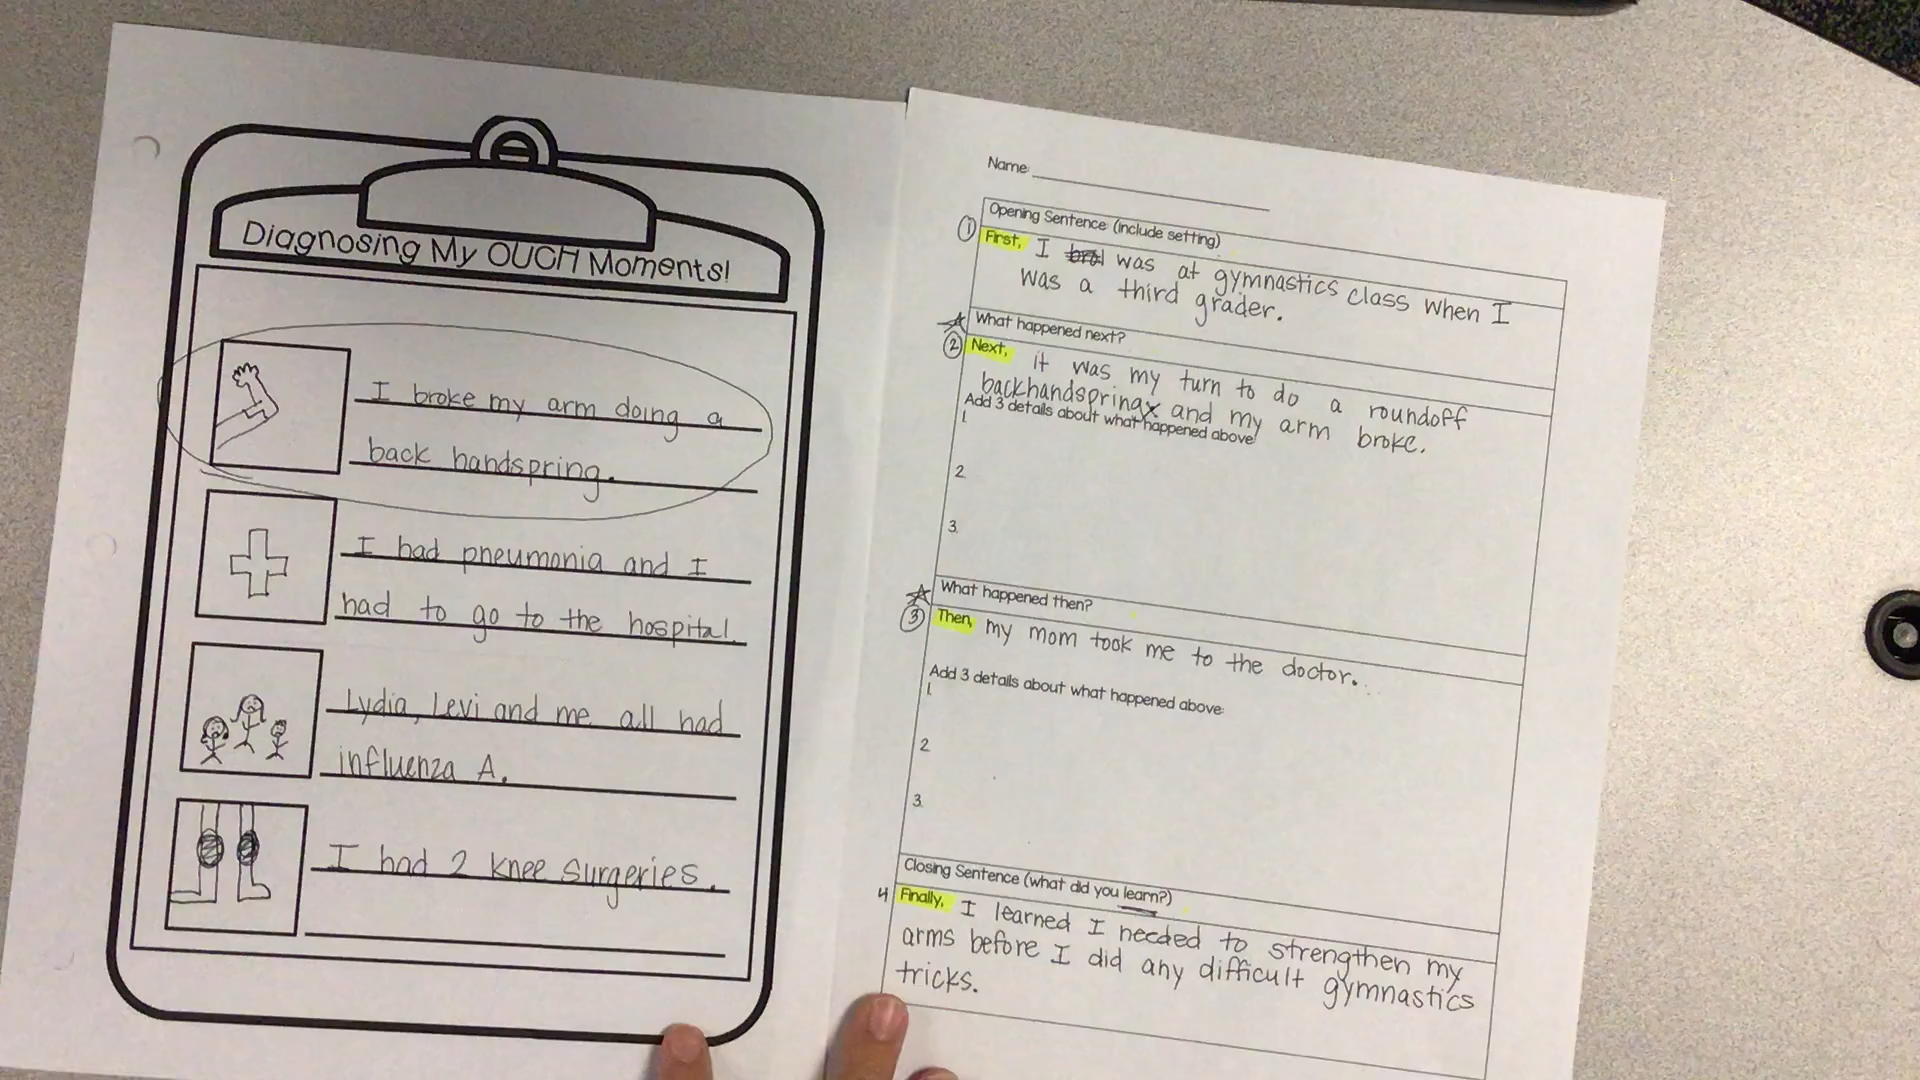 Diagnosing My OUCH Moments!
I broke my arm doing a
back handspring.
I had pneumonia and I
had to go to the hospital.
Lydia, Levi and me all had
influenza A.
I had 2 knee surgeries.
Name:
Opening Sentence: (include setting)
1 First, I was at gymnastics class when I
was a third grader.
What happened next?
2 Next, it was my turn to do a roundoff
backhandspring and my arm broke.
Add 3 details about what happened above:
1.
2.
3.
What happened then?
3 Then, my mom took me to the doctor.
Add 3 details about what happened above:
1.
2.
3.
Closing Sentence (what did you learn?)
4 Finally, I learned I needed to strengthen my
arms before I did any difficult gymnastics
tricks.